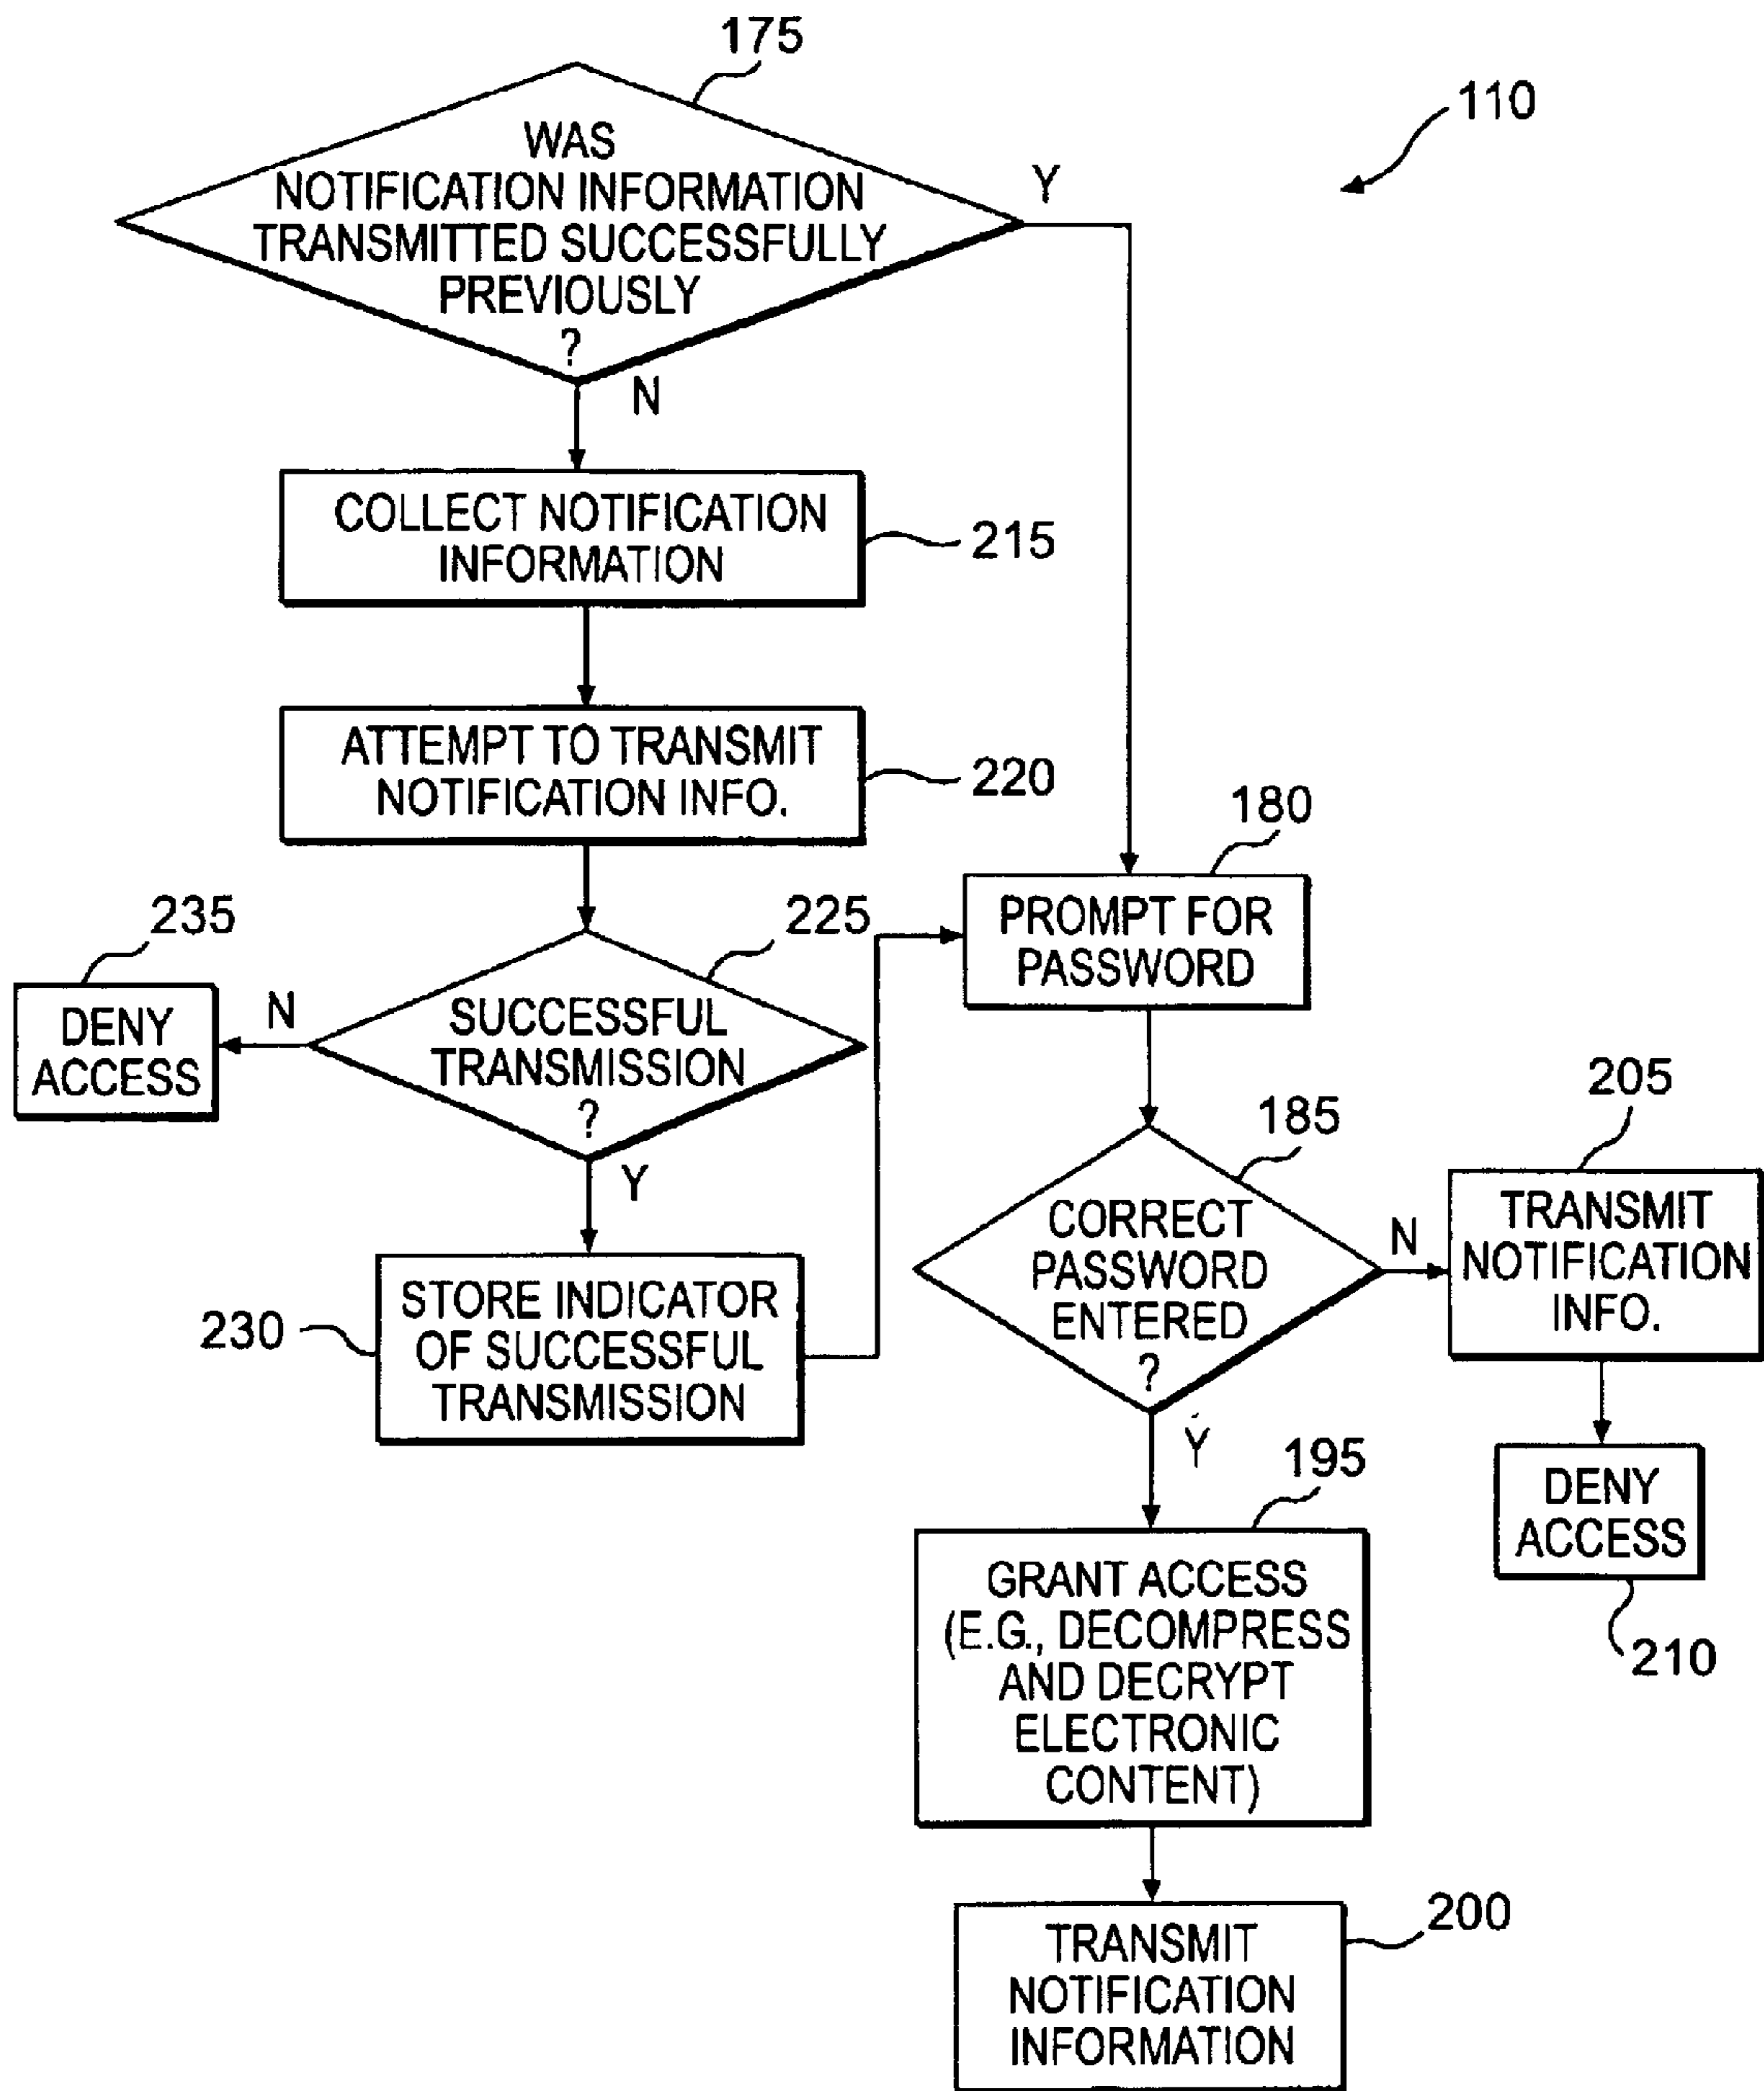 175
110
WAS
NOTIFICATION INFORMATION
TRANSMITTED SUCCESSFULLY
PREVIOUSLY
?
Y
N
COLLECT NOTIFICATION
INFORMATION
215
ATTEMPT TO TRANSMIT
NOTIFICATION INFO.
220
180
PROMPT FOR
PASSWORD
235
DENY
ACCESS
N
225
SUCCESSFUL
TRANSMISSION
?
Y
230
STORE INDICATOR
OF SUCCESSFUL
TRANSMISSION
185
CORRECT
PASSWORD
ENTERED
?
N
205
TRANSMIT
NOTIFICATION
INFO.
DENY
ACCESS
210
Y
195
GRANT ACCESS
(E.G., DECOMPRESS
AND DECRYPT
ELECTRONIC
CONTENT)
200
TRANSMIT
NOTIFICATION
INFORMATION